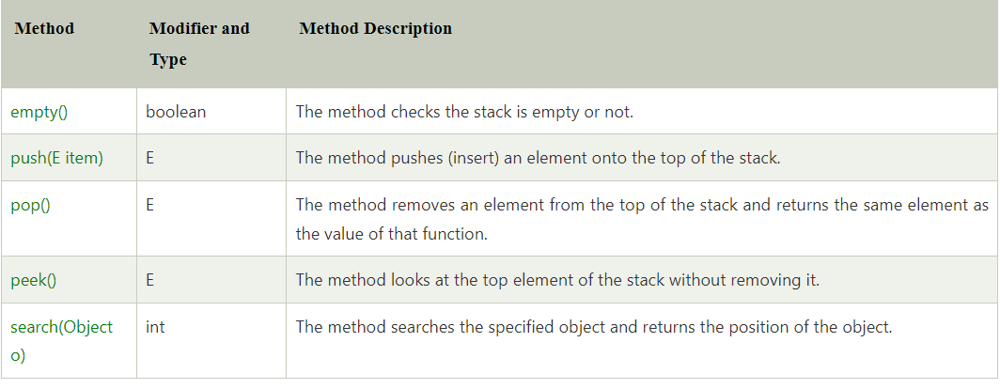 Method Modifier and Type Method Description
empty() boolean The method checks the stack is empty or not.
push(E item) E The method pushes (insert) an element onto the top of the stack.
pop() E The method removes an element from the top of the stack and returns the same element as
the value of that function.
peek() E The method looks at the top element of the stack without removing it.
search(Object o) int The method searches the specified object and returns the position of the object.